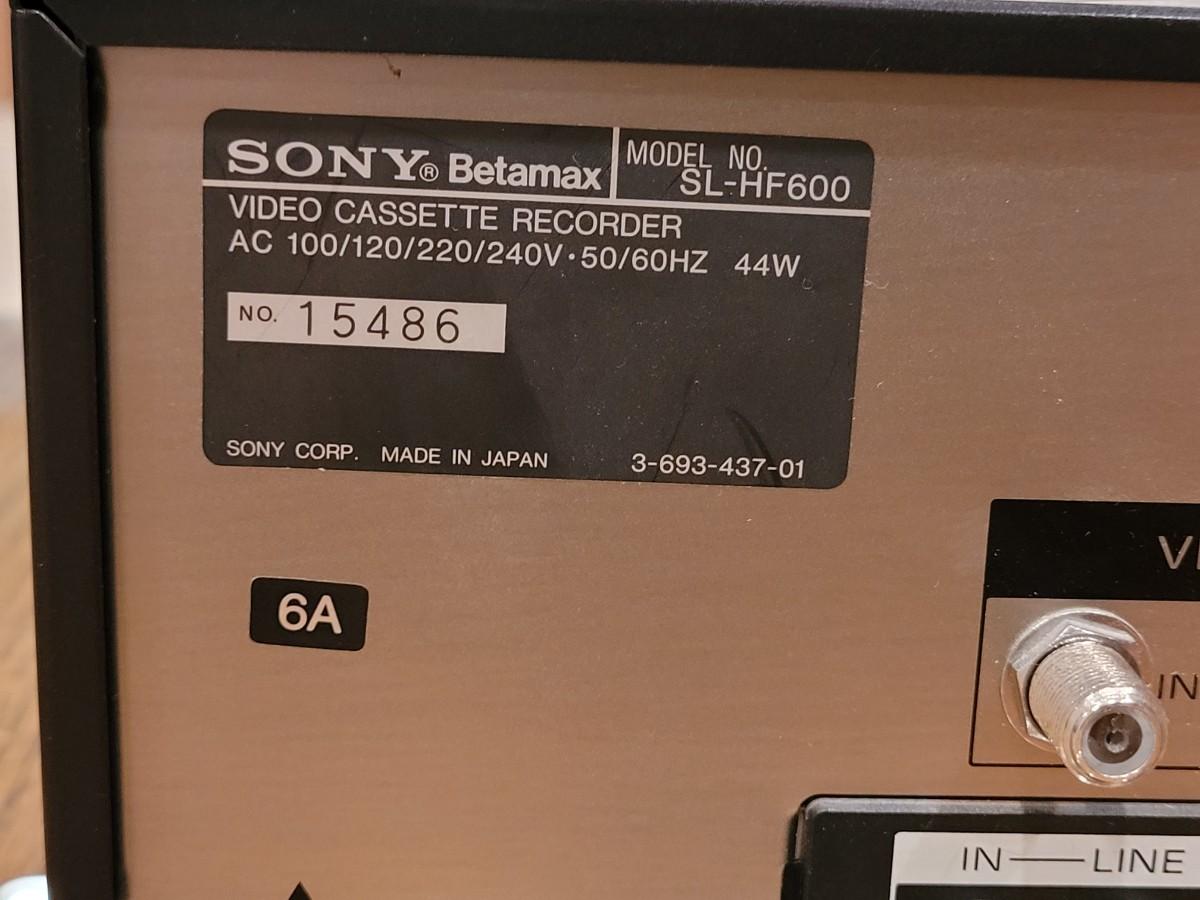 SONY® Betamax
MODEL NO.
SL-HF600
VIDEO CASSETTE RECORDER
AC 100/120/220/240V·50/60HZ 44W
NO. 15486
SONY CORP. MADE IN JAPAN 3-693-437-01
6A
IN
IN LINE